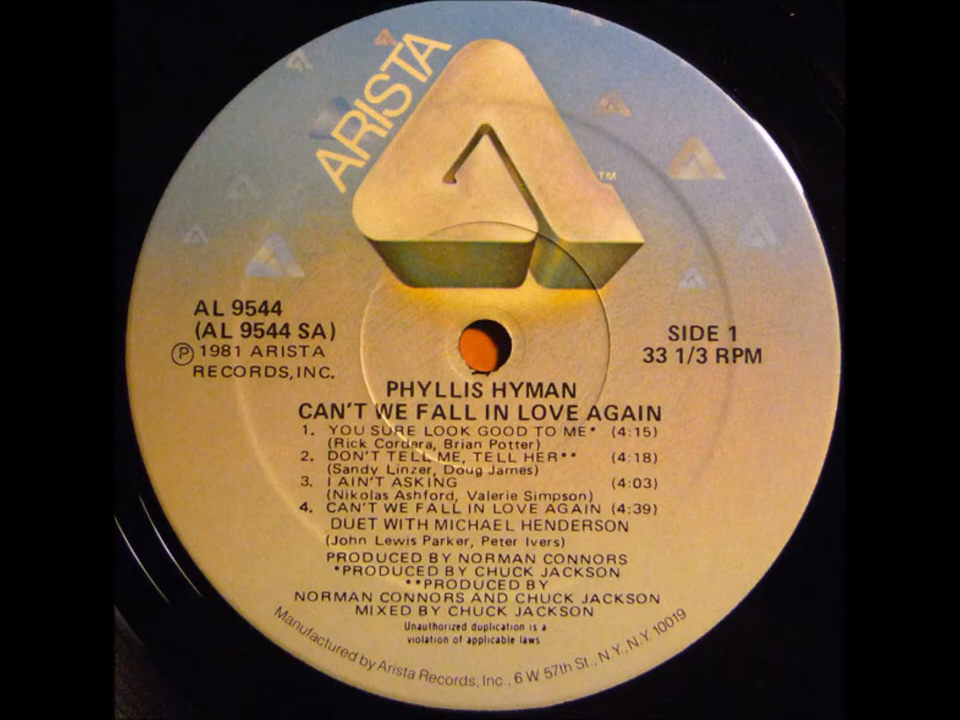 ARISTA
TM
AL 9544
(AL 9544 SA)
Ⓟ 1981 ARISTA
RECORDS, INC.
SIDE 1
33 1/3 RPM
PHYLLIS HYMAN
CAN'T WE FALL IN LOVE AGAIN
1. YOU SURE LOOK GOOD TO ME* (4:15)
(Rick Cordera, Brian Potter)
2. DON'T TELL ME, TELL HER** (4:18)
(Sandy Linzer, Doug James)
3. I AIN'T ASKING (4:03)
(Nikolas Ashford, Valerie Simpson)
4. CAN'T WE FALL IN LOVE AGAIN (4:39)
DUET WITH MICHAEL HENDERSON
(John Lewis Parker, Peter Ivers)
PRODUCED BY NORMAN CONNORS
*PRODUCED BY CHUCK JACKSON
**PRODUCED BY
NORMAN CONNORS AND CHUCK JACKSON
MIXED BY CHUCK JACKSON
Unauthorized duplication is a
violation of applicable laws
Manufactured by Arista Records, Inc., 6 W. 57th St., N.Y., N.Y. 10019